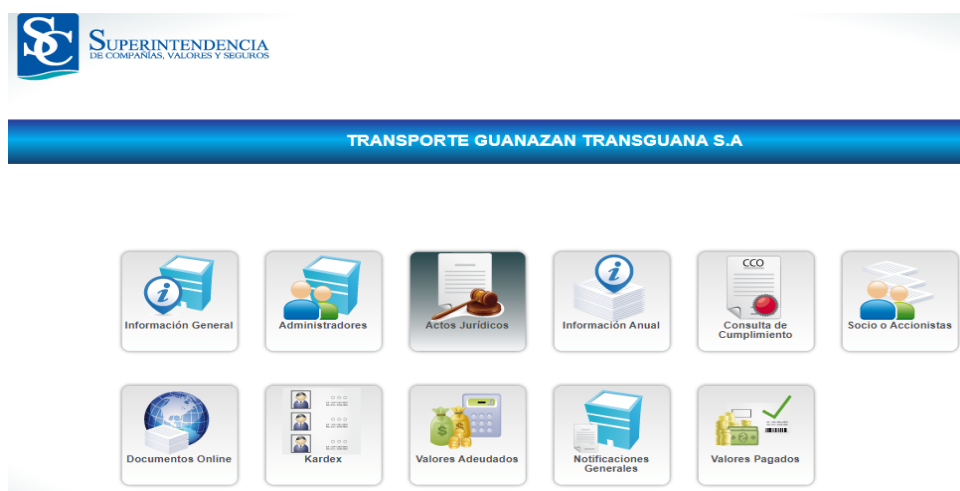 SC
SUPERINTENDENCIA
DE COMPAÑÍAS, VALORES Y SEGUROS
TRANSPORTE GUANAZAN TRANSGUANA S.A
Información General
Administradores
Actos Jurídicos
Información Anual
CCO
Consulta de
Cumplimiento
Socio o Accionistas
Documentos Online
Kardex
Valores Adeudados
Notificaciones
Generales
Valores Pagados